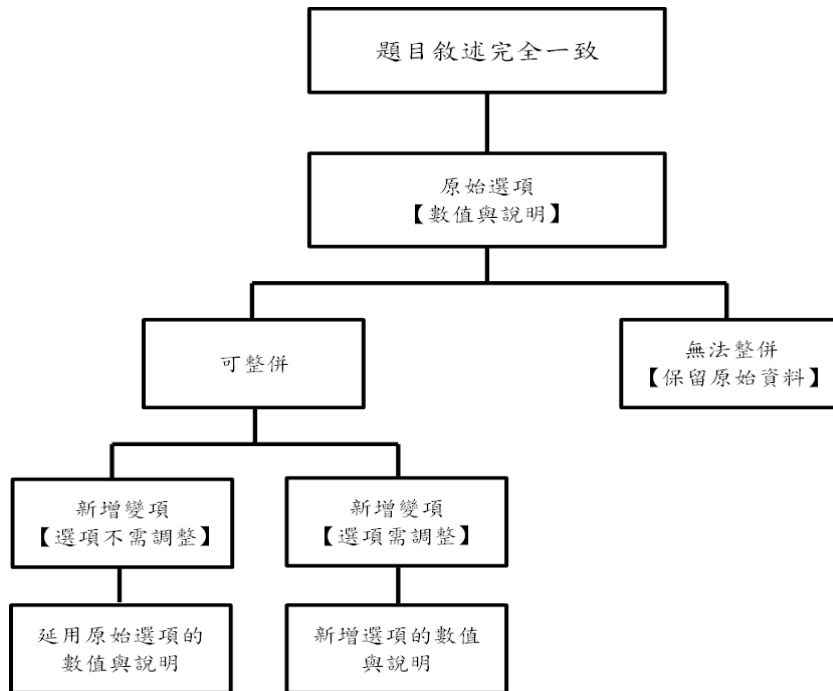 題目敘述完全一致
原始選項
【數值與說明】
可整併
無法整併
【保留原始資料】
新增變項
【選項不需調整】
新增變項
【選項需調整】
延用原始選項的
數值與說明
新增選項的數值
與說明